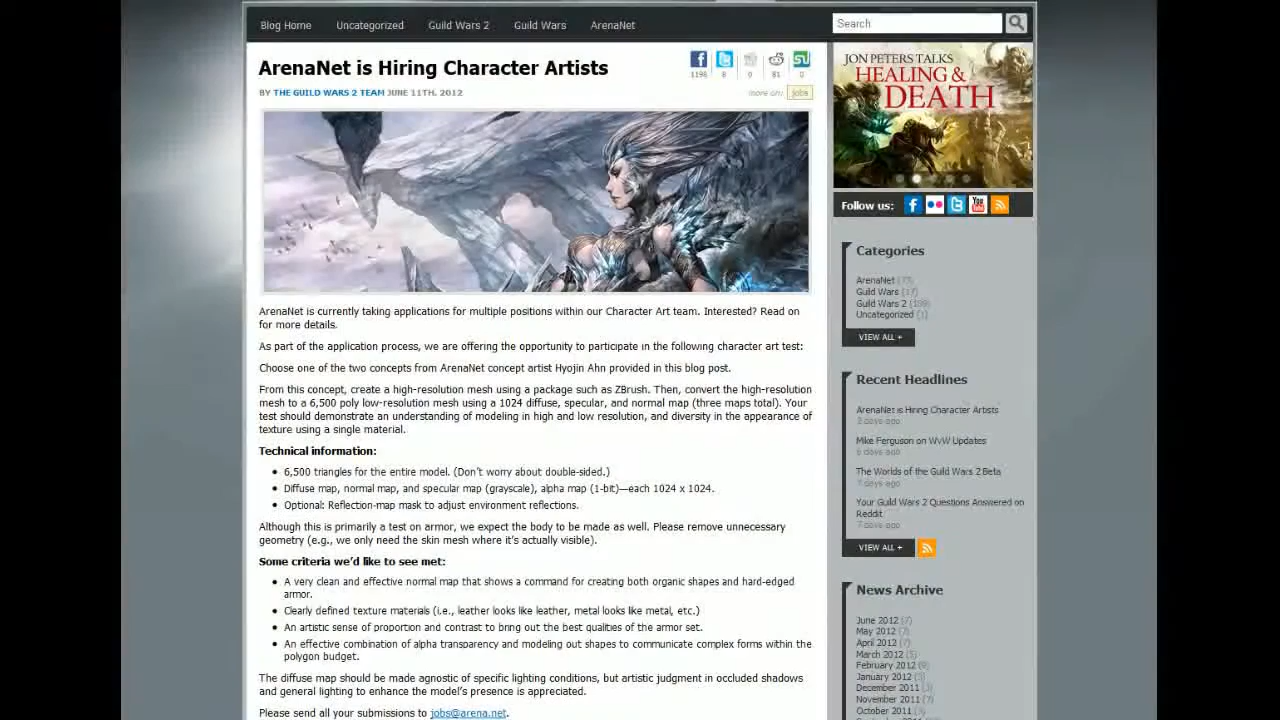 Blog Home Uncategorized Guild Wars 2 Guild Wars ArenaNet Search
ArenaNet is Hiring Character Artists
1196 8 0 81 0
BY THE GUILD WARS 2 TEAM JUNE 11TH, 2012 more on: jobs
ArenaNet is currently taking applications for multiple positions within our Character Art team. Interested? Read on
for more details.
As part of the application process, we are offering the opportunity to participate in the following character art test:
Choose one of the two concepts from ArenaNet concept artist Hyojin Ahn provided in this blog post.
From this concept, create a high-resolution mesh using a package such as ZBrush. Then, convert the high-resolution
mesh to a 6,500 poly low-resolution mesh using a 1024 diffuse, specular, and normal map (three maps total). Your
test should demonstrate an understanding of modeling in high and low resolution, and diversity in the appearance of
texture using a single material.
Technical information:
6,500 triangles for the entire model. (Don't worry about double-sided.)
Diffuse map, normal map, and specular map (grayscale), alpha map (1-bit)—each 1024 x 1024.
Optional: Reflection-map mask to adjust environment reflections.
Although this is primarily a test on armor, we expect the body to be made as well. Please remove unnecessary
geometry (e.g., we only need the skin mesh where it's actually visible).
Some criteria we'd like to see met:
A very clean and effective normal map that shows a command for creating both organic shapes and hard-edged
armor.
Clearly defined texture materials (i.e., leather looks like leather, metal looks like metal, etc.)
An artistic sense of proportion and contrast to bring out the best qualities of the armor set.
An effective combination of alpha transparency and modeling out shapes to communicate complex forms within the
polygon budget.
The diffuse map should be made agnostic of specific lighting conditions, but artistic judgment in occluded shadows
and general lighting to enhance the model's presence is appreciated.
Please send all your submissions to jobs@arena.net.
JON PETERS TALKS
HEALING &
DEATH
Follow us:
You Tube
Categories
ArenaNet (77)
Guild Wars (17)
Guild Wars 2
Uncategorized (1)
VIEW ALL +
Recent Headlines
ArenaNet is Hiring Character Artists
2 days ago
Mike Ferguson on WvW Updates
6 days ago
The Worlds of the Guild Wars 2 Beta
7 days ago
Your Guild Wars 2 Questions Answered on
Reddit
7 days ago
VIEW ALL +
News Archive
June 2012 (7)
May 2012 (7)
April 2012 (7)
March 2012 (5)
February 2012 (9)
January 2012
December 2011
November 2011 (7)
October 2011